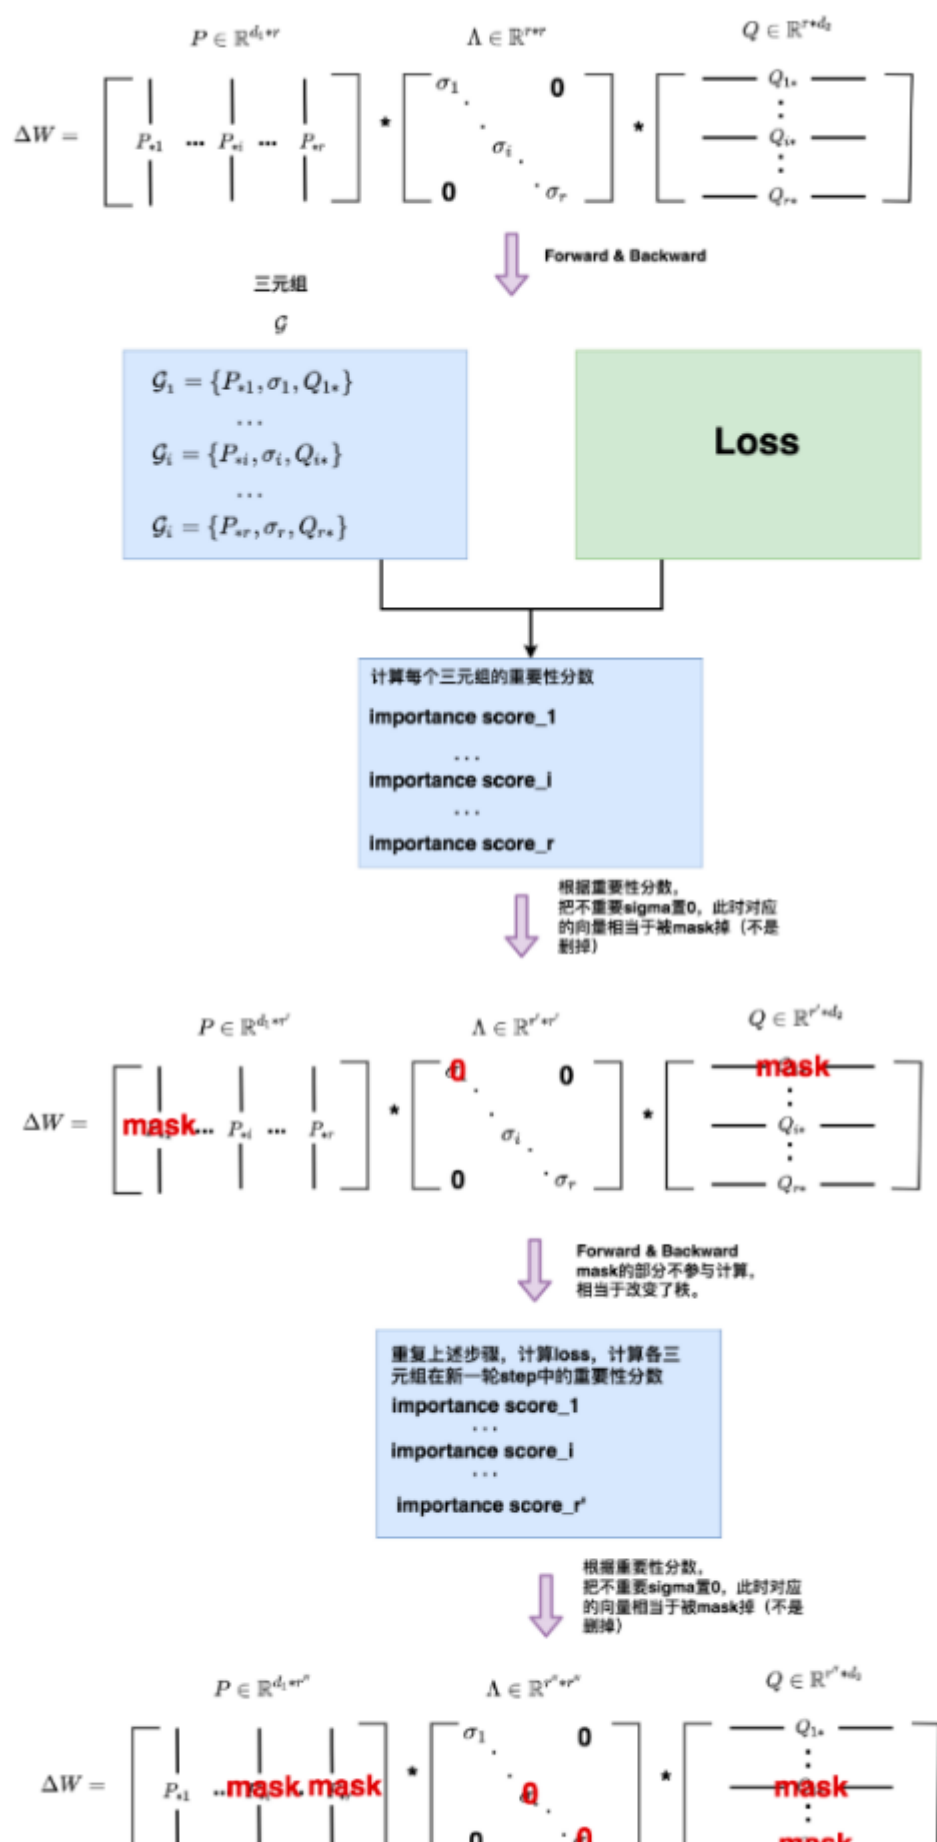 P ∈ ℝ^{d₁*r} Λ ∈ ℝ^{r*r} Q ∈ ℝ^{r*d₂}
σ₁ 0 Q₁*
ΔW = P*₁ ... P*ᵢ ... P*ᵣ * σᵢ * Qᵢ*
0 σᵣ Qᵣ*
Forward & Backward
三元组
𝒢
𝒢₁ = {P*₁, σ₁, Q₁*}
...
𝒢ᵢ = {P*ᵢ, σᵢ, Qᵢ*}
...
𝒢ᵢ = {P*ᵣ, σᵣ, Qᵣ*}
Loss
计算每个三元组的重要性分数
importance score_1
...
importance score_i
...
importance score_r
根据重要性分数,
把不重要sigma置0，此时对应
的向量相当于被mask掉（不是
删掉）
P ∈ ℝ^{d₁*r'} Λ ∈ ℝ^{r'*r'} Q ∈ ℝ^{r'*d₂}
0 0 mask
ΔW = mask ... P*ᵢ ... P*ᵣ * σᵢ * Qᵢ*
0 σᵣ Qᵣ*
Forward & Backward
mask的部分不参与计算，
相当于改变了秩。
重复上述步骤，计算loss，计算各三
元组在新一轮step中的重要性分数
importance score_1
...
importance score_i
...
importance score_r'
根据重要性分数,
把不重要sigma置0，此时对应
的向量相当于被mask掉（不是
删掉）
P ∈ ℝ^{d₁*r''} Λ ∈ ℝ^{r''*r''} Q ∈ ℝ^{r''*d₂}
σ₁ 0 Q₁*
ΔW = P*₁ ... mask . mask * 0 * mask
0 0 mask